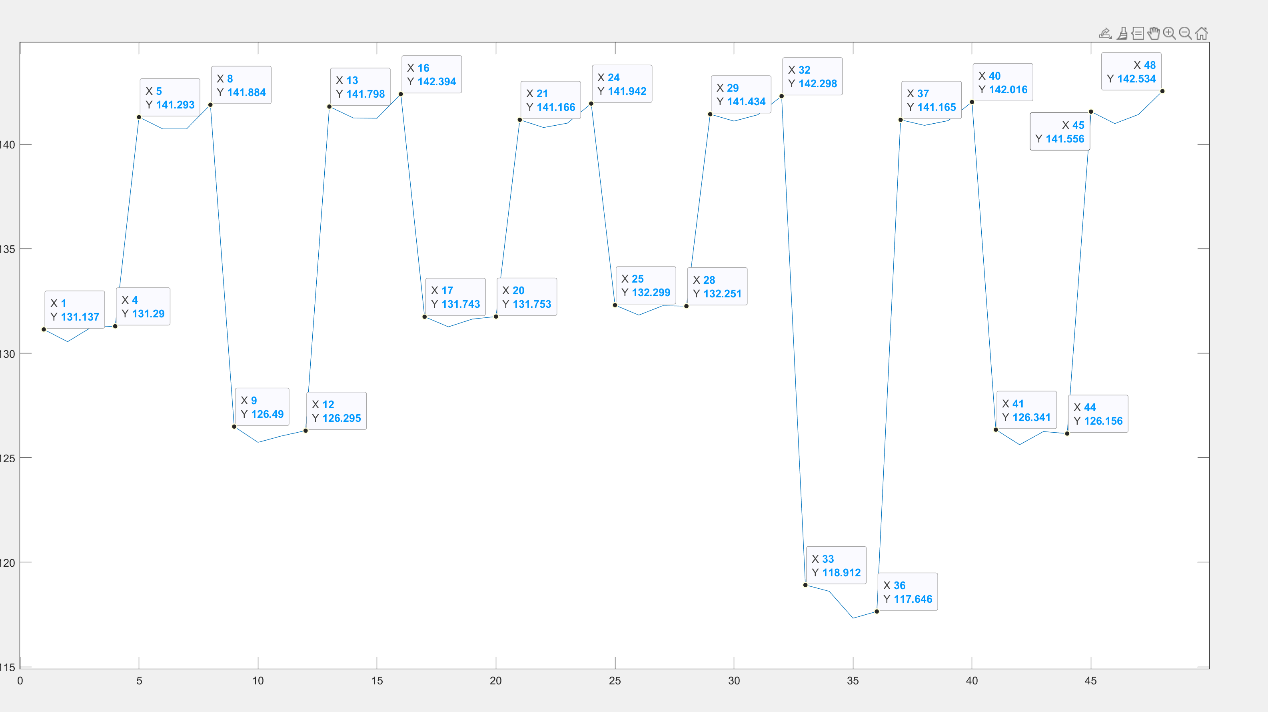 X 48
Y 142.534
X 32
Y 142.298
X 16
Y 142.394
X 40
Y 142.016
X 24
Y 141.942
X 8
Y 141.884
X 13
Y 141.798
X 29
Y 141.434
X 5
Y 141.293
X 21
Y 141.166
X 37
Y 141.165
X 45
Y 141.556
140
135
X 25
Y 132.299
X 28
Y 132.251
X 17
Y 131.743
X 20
Y 131.753
X 4
Y 131.29
X 1
Y 131.137
130
X 9
Y 126.49
X 12
Y 126.295
X 41
Y 126.341
X 44
Y 126.156
125
120
X 33
Y 118.912
X 36
Y 117.646
115
0 5 10 15 20 25 30 35 40 45